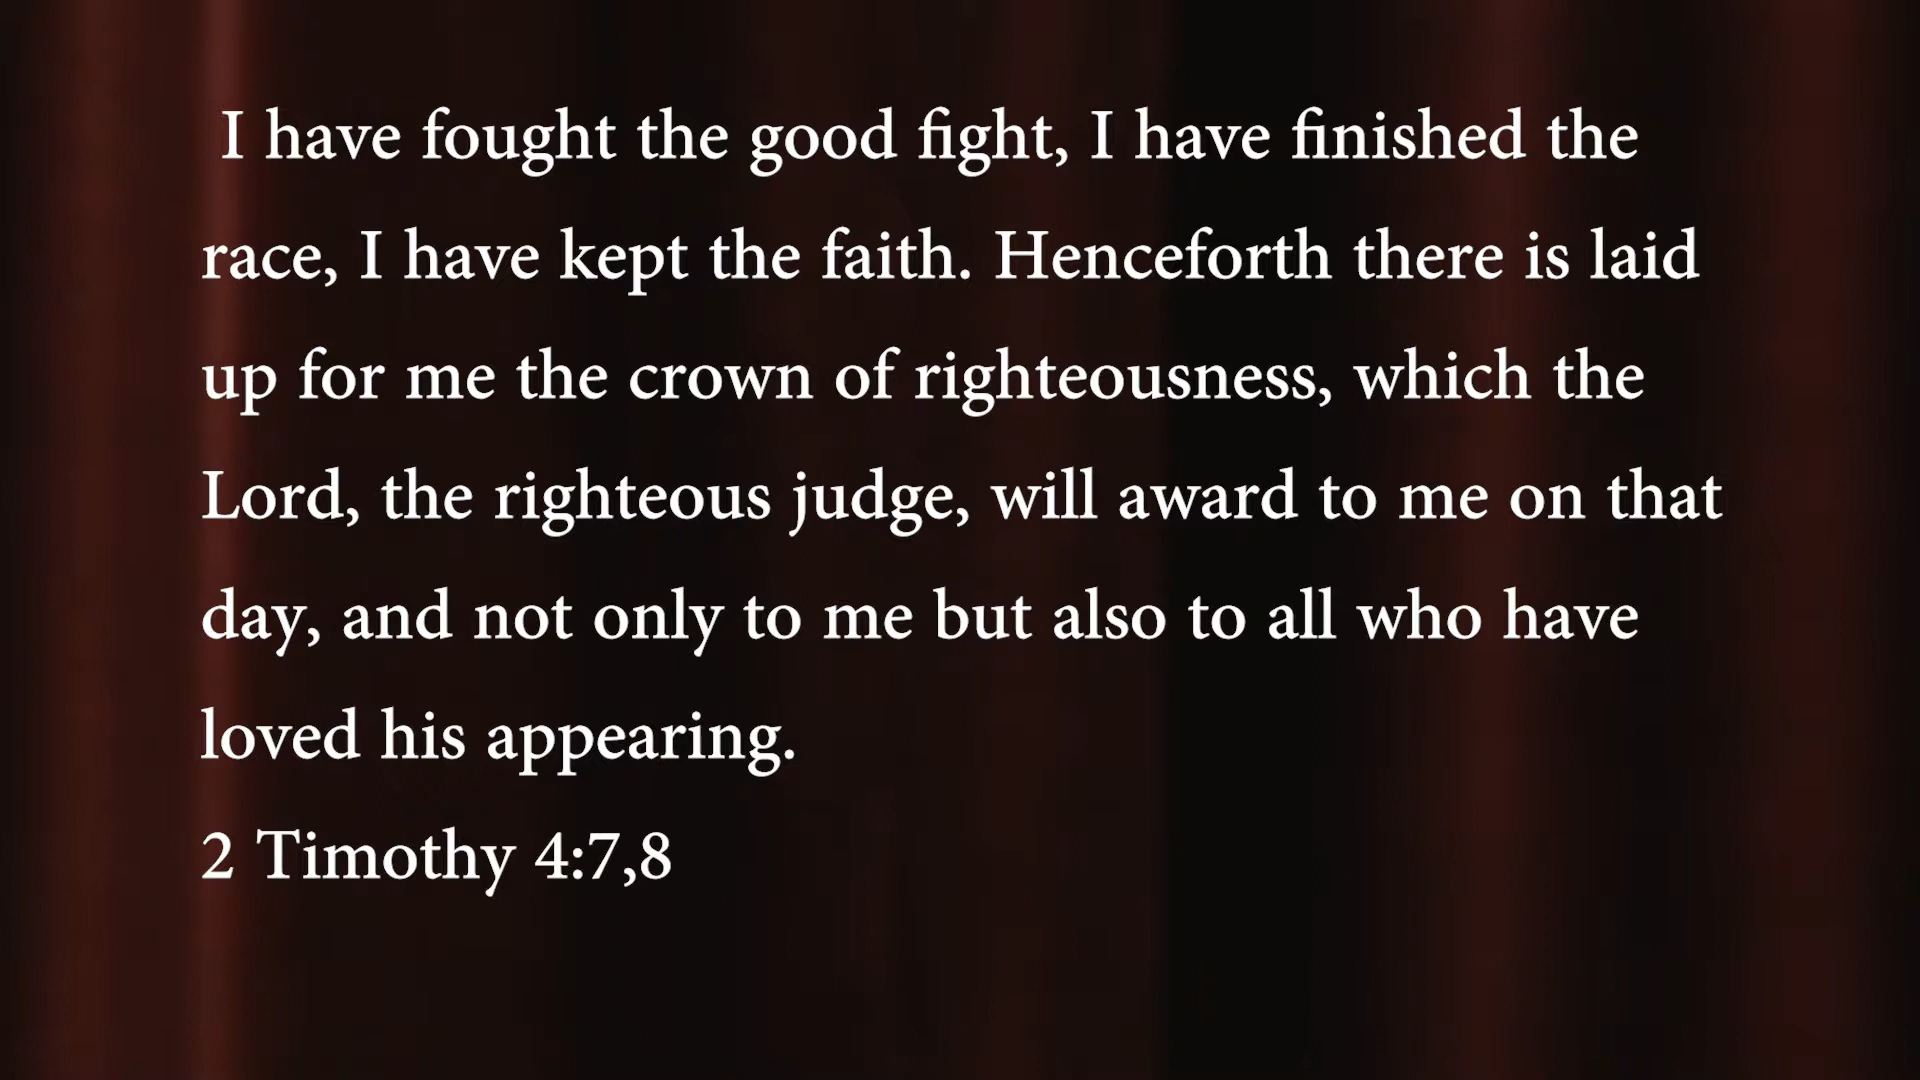 I have fought the good fight, I have finished the
race, I have kept the faith. Henceforth there is laid
up for me the crown of righteousness, which the
Lord, the righteous judge, will award to me on that
day, and not only to me but also to all who have
loved his appearing.
2 Timothy 4:7,8